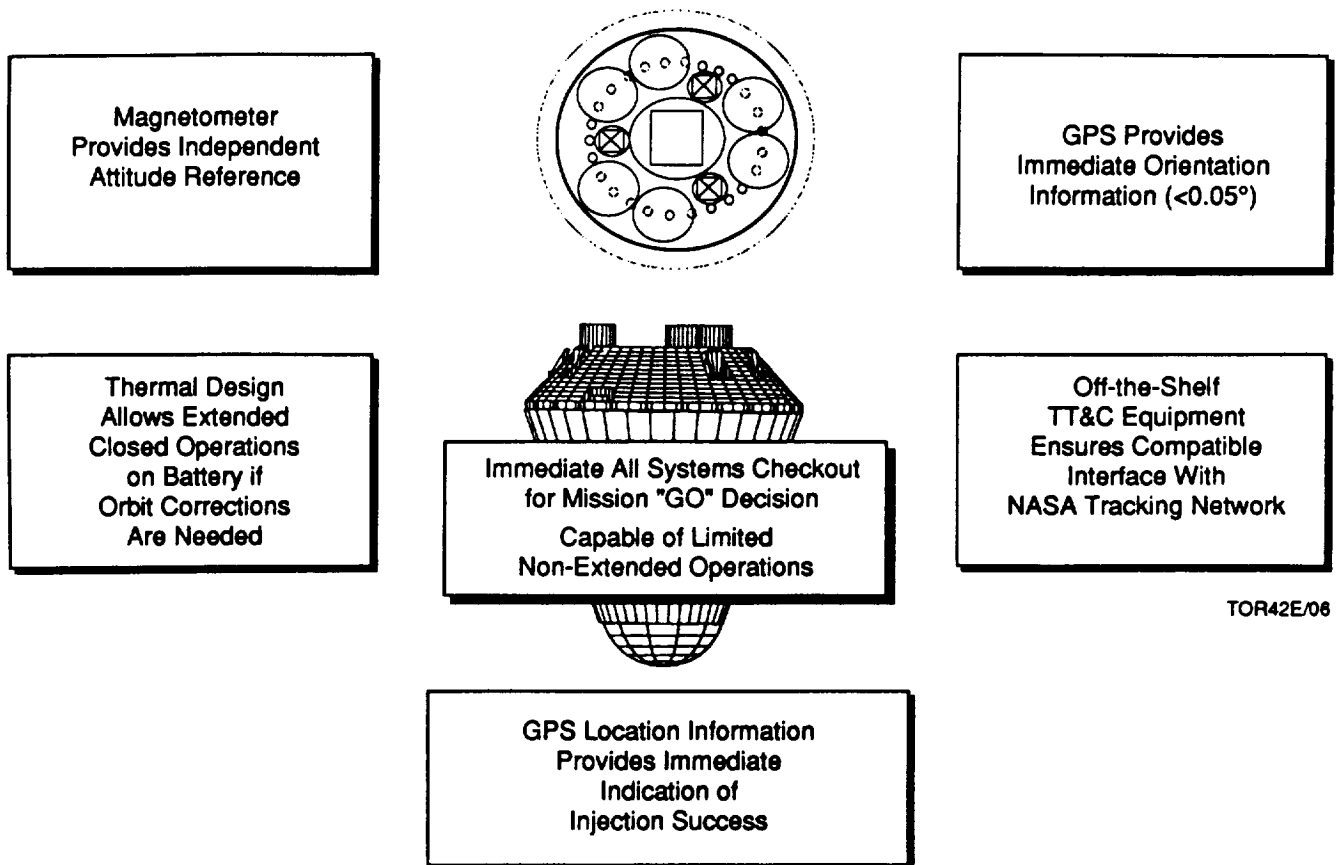 Magnetometer
Provides Independent
Attitude Reference
GPS Provides
Immediate Orientation
Information (<0.05°)
Thermal Design
Allows Extended
Closed Operations
on Battery if
Orbit Corrections
Are Needed
Immediate All Systems Checkout
for Mission "GO" Decision
Capable of Limited
Non-Extended Operations
Off-the-Shelf
TT&C Equipment
Ensures Compatible
Interface With
NASA Tracking Network
TOR42E/06
GPS Location Information
Provides Immediate
Indication of
Injection Success